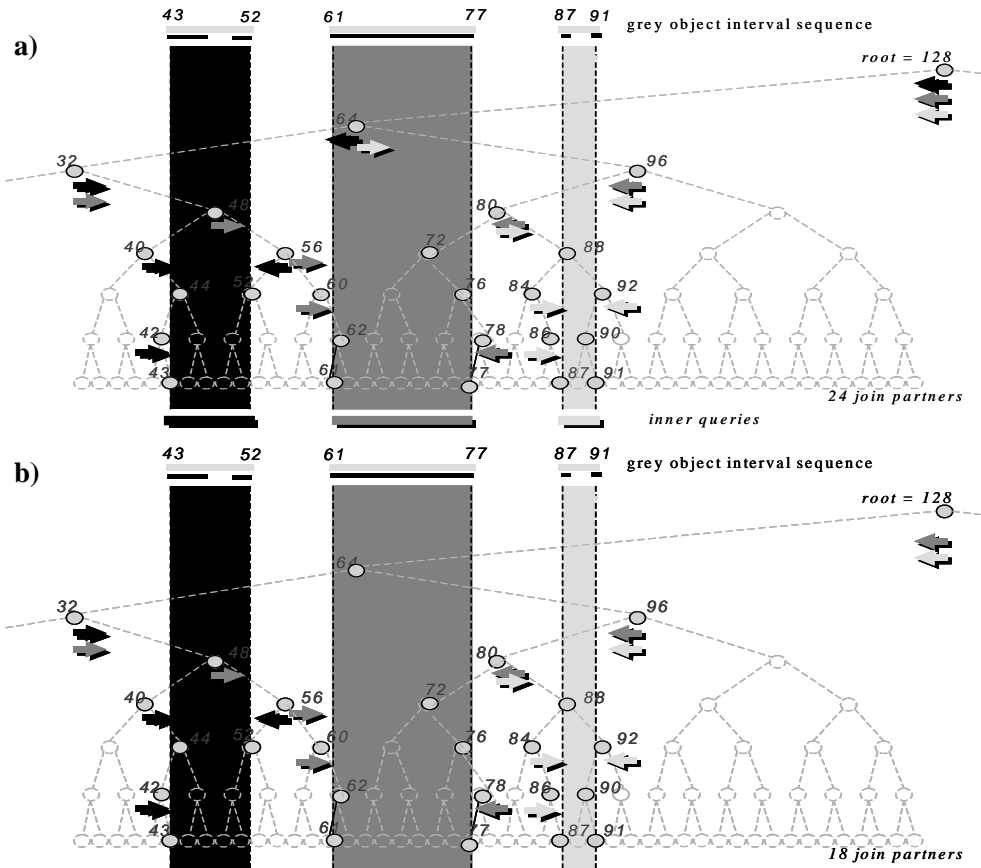 a)
43 52 61 77 87 91 grey object interval sequence
root = 128
64
32 96
48 80
40 56 72 88
44 52 60 76 84 92
42 62 78 86 90
43 61 77 87 91
24 join partners
inner queries
b)
43 52 61 77 87 91 grey object interval sequence
root = 128
64
32 96
48 80
40 56 72 88
44 52 60 76 84 92
42 62 78 86 90
43 61 77 87 91
18 join partners